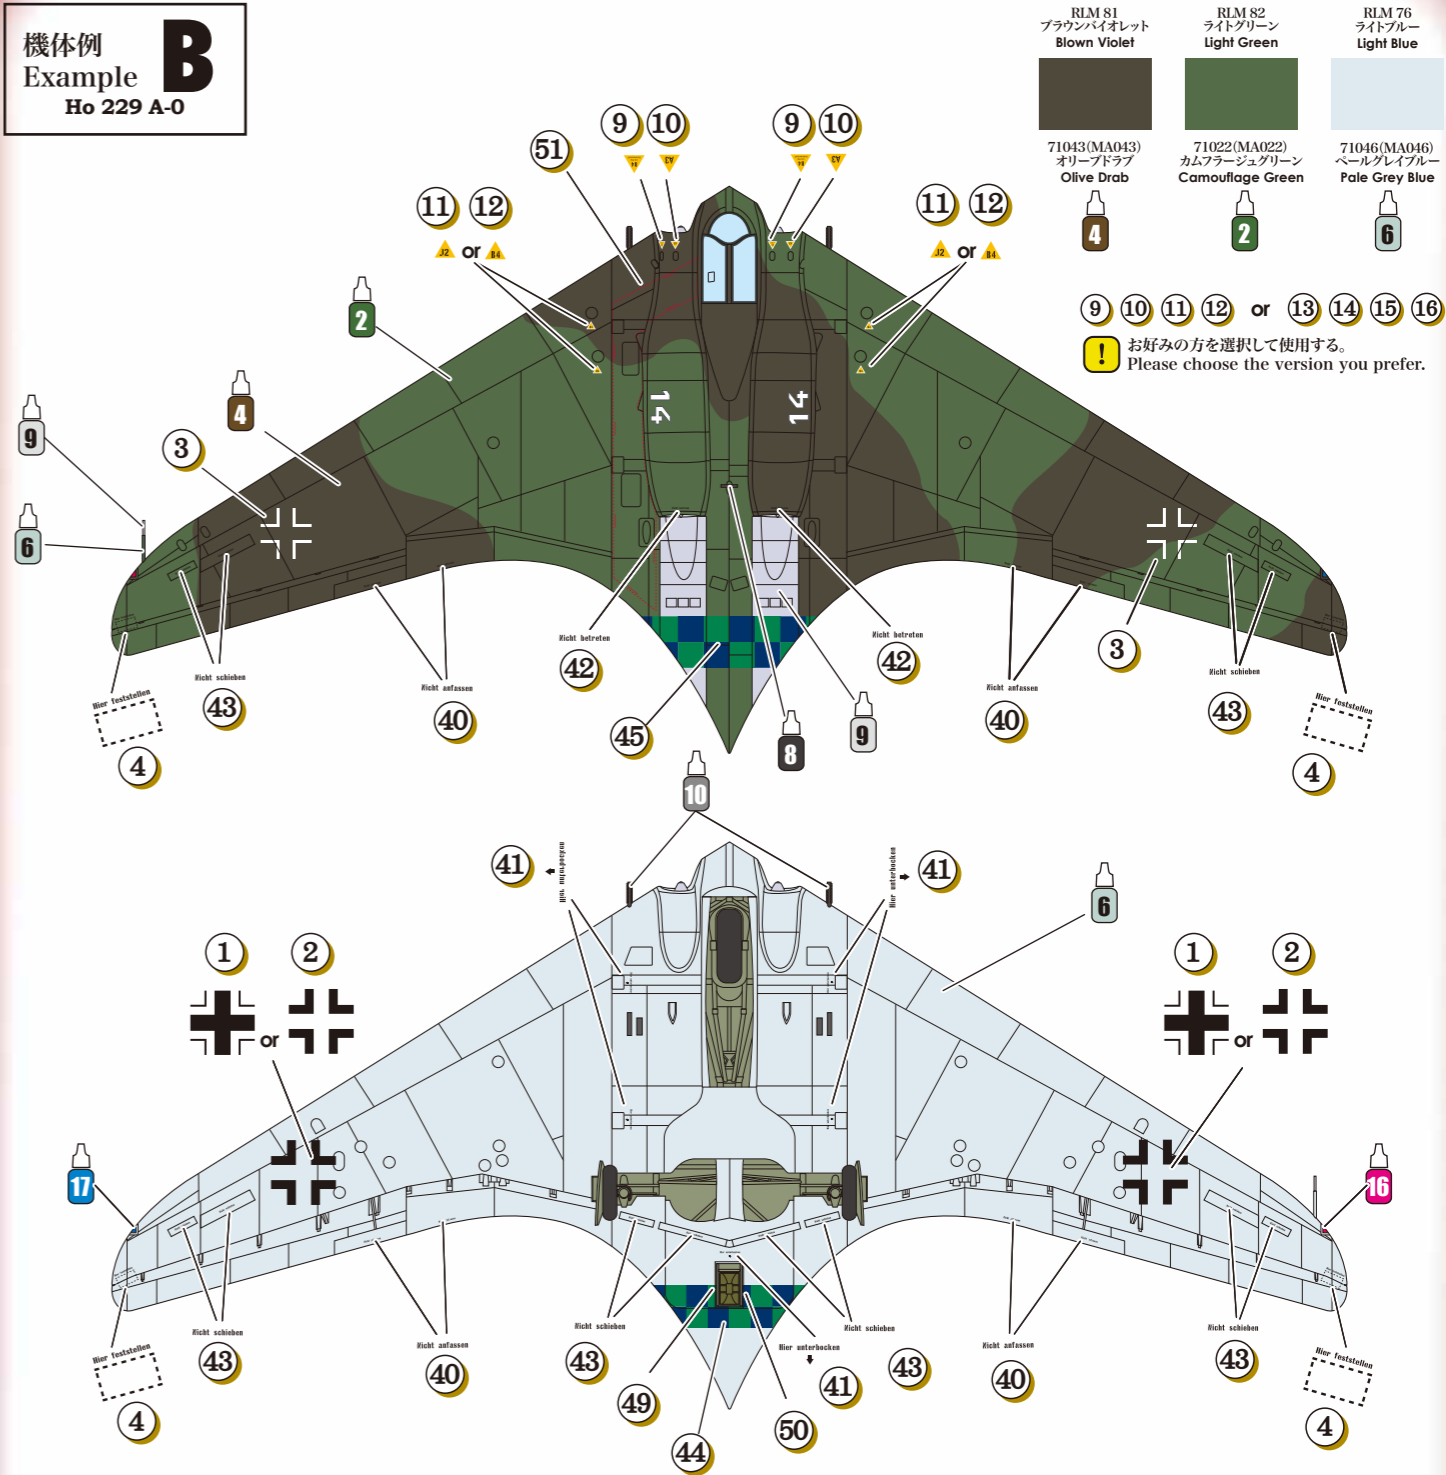 機体例
Example B
Ho 229 A-0
RLM 81
ブラウンバイオレット
Blown Violet
71043(MA043)
オリーブドラブ
Olive Drab
4
RLM 82
ライトグリーン
Light Green
71022(MA022)
カムフラージュグリーン
Camouflage Green
2
RLM 76
ライトブルー
Light Blue
71046(MA046)
ペールグレイブルー
Pale Grey Blue
6
9 10 11 12 or 13 14 15 16
! お好みの方を選択して使用する。
Please choose the version you prefer.
9 10 9 10
51
A3 A3
11 12 11 12
J2 or B4 J2 or B4
2
4
9
3
6
14 14
Nicht betreten
42
Nicht betreten
42
3
Nicht schieben
43
Nicht anfassen
40
Nicht anfassen
40
Nicht schieben
43
Hier feststellen
4
Hier feststellen
4
45
8
9
10
41 Hier unterbocken
Hier unterbocken 41
6
1 2
or
1 2
or
17
16
Nicht schieben
43
Nicht anfassen
40
Nicht schieben
43
Nicht schieben
43
Nicht anfassen
40
Nicht schieben
43
Hier unterbocken
41
Hier feststellen
4
Hier feststellen
4
49
44
50